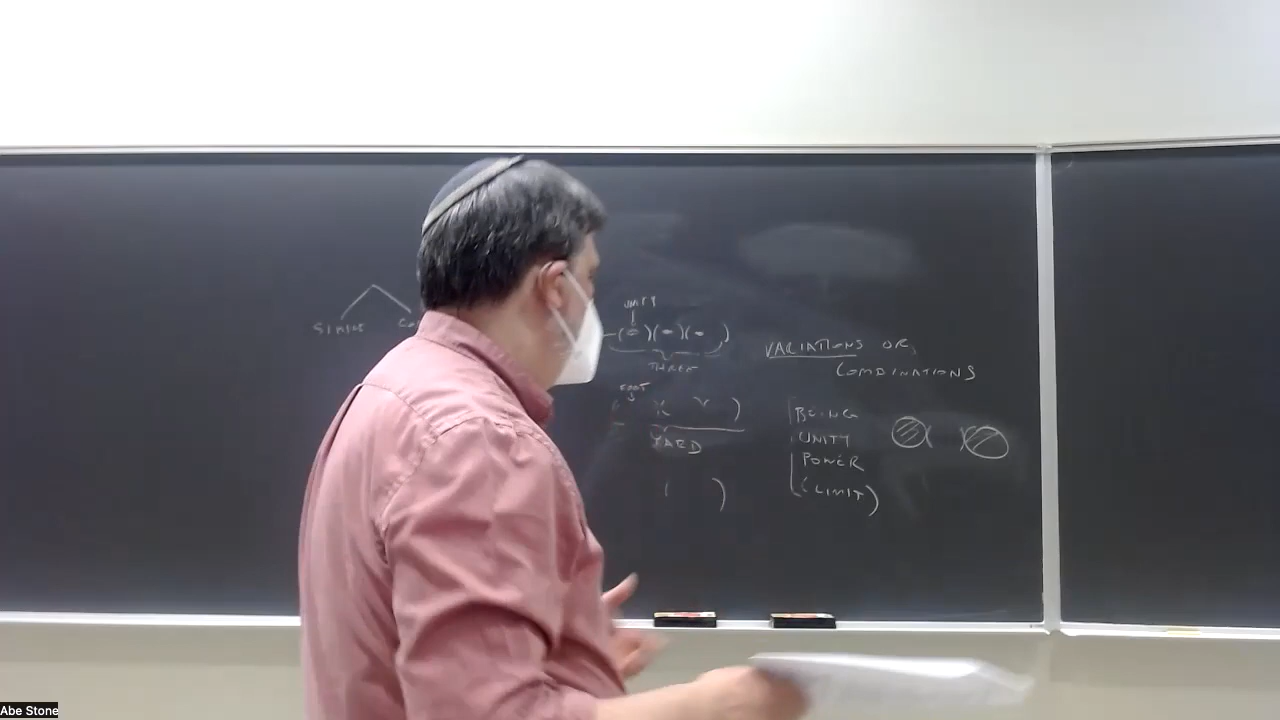 UNITY
THREE
VARIATIONS OR
COMBINATIONS
FOOT
YARD
BEING
UNITY
POWER
(LIMIT)
SIMPLE
Abe Stone